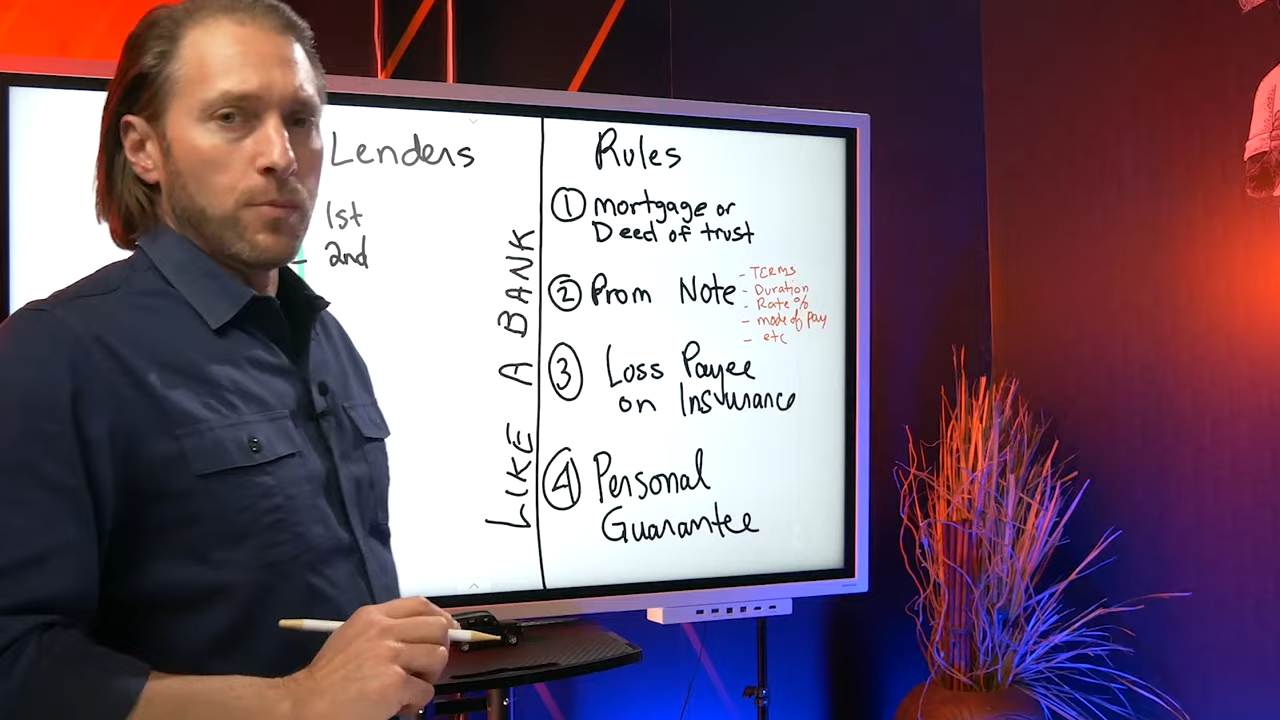 Lenders
1st
- 2nd
LIKE A BANK
Rules
① mortgage or
Deed of trust
② Prom Note
- TERMS
- Duration
- Rate %
- mode of pay
- etc
③ Loss Payee
on Insurance
④ Personal
Guarantee